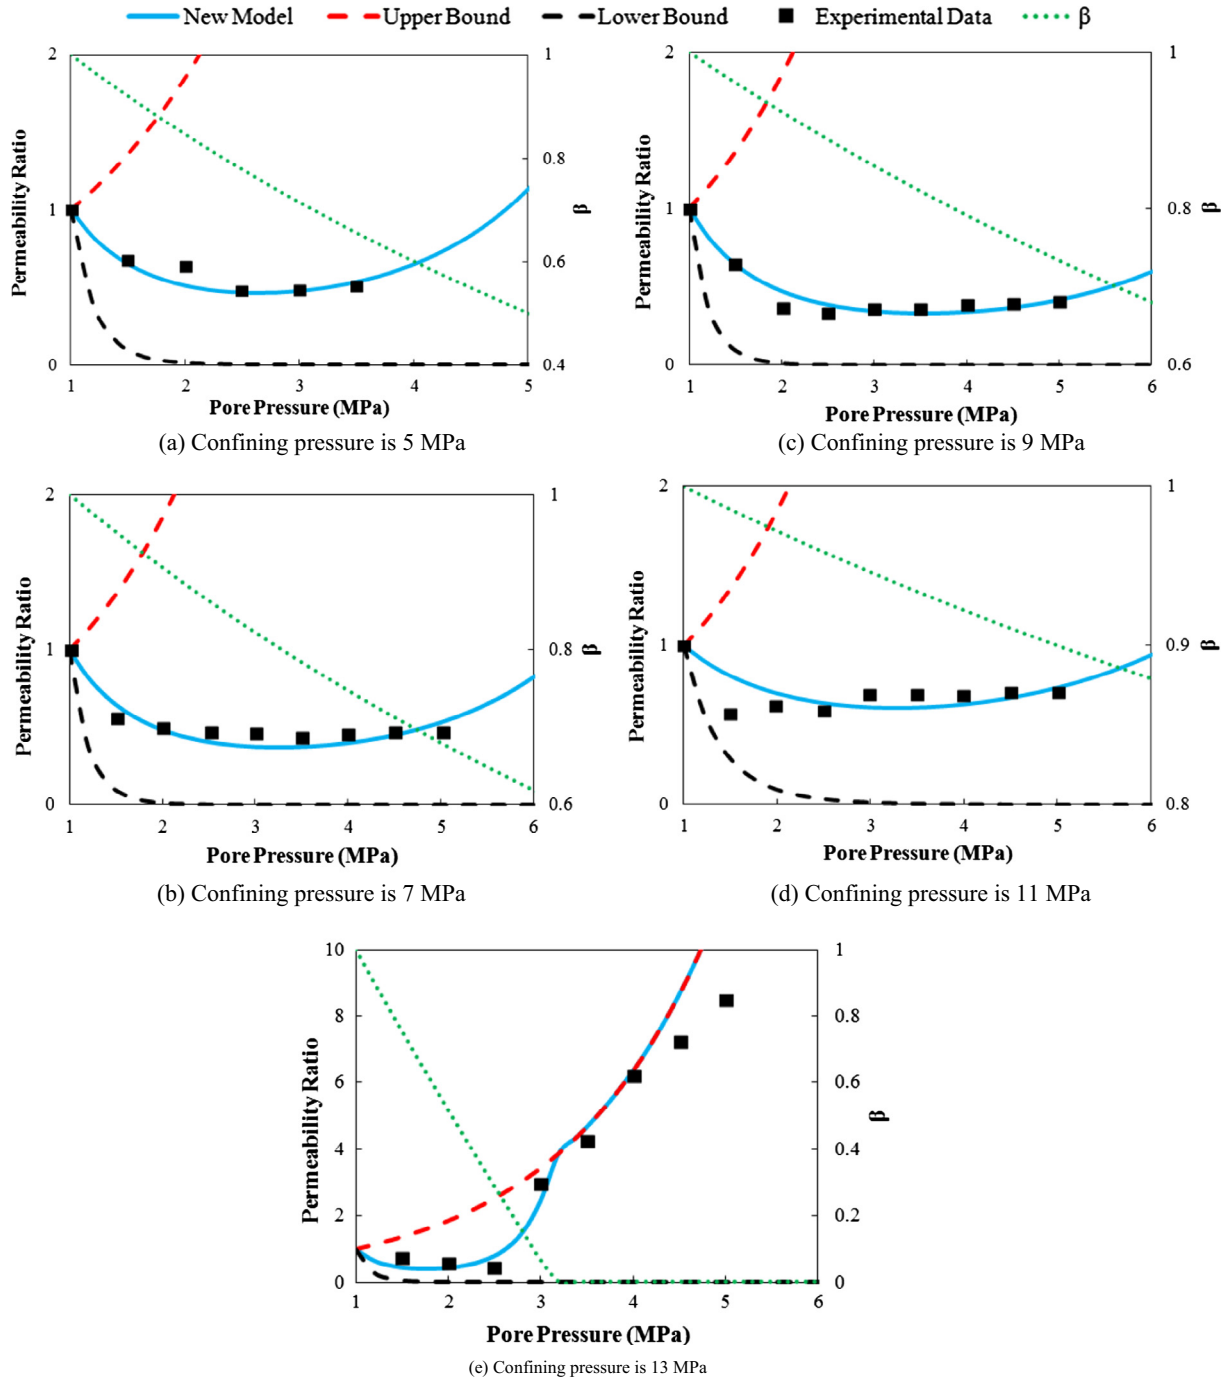 New Model Upper Bound Lower Bound Experimental Data β
2 1 0 Permeability Ratio
1 0.8 0.6 0.4 β
1 2 3 4 5
Pore Pressure (MPa)
(a) Confining pressure is 5 MPa
2 1 0 Permeability Ratio
1 0.8 0.6 β
1 2 3 4 5 6
Pore Pressure (MPa)
(c) Confining pressure is 9 MPa
2 1 0 Permeability Ratio
1 0.8 0.6 β
1 2 3 4 5 6
Pore Pressure (MPa)
(b) Confining pressure is 7 MPa
2 1 0 Permeability Ratio
1 0.9 0.8 β
1 2 3 4 5 6
Pore Pressure (MPa)
(d) Confining pressure is 11 MPa
10 8 6 4 2 0 Permeability Ratio
1 0.8 0.6 0.4 0.2 0 β
1 2 3 4 5 6
Pore Pressure (MPa)
(e) Confining pressure is 13 MPa